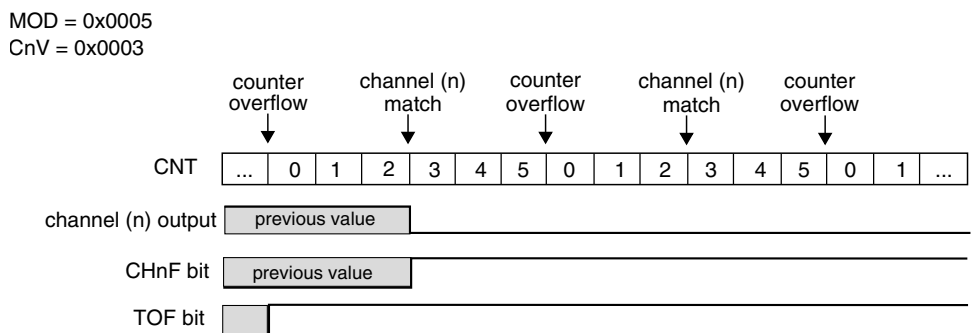 MOD = 0x0005
CnV = 0x0003
counter overflow
channel (n) match
counter overflow
channel (n) match
counter overflow
CNT ... 0 1 2 3 4 5 0 1 2 3 4 5 0 1 ...
channel (n) output previous value
CHnF bit previous value
TOF bit